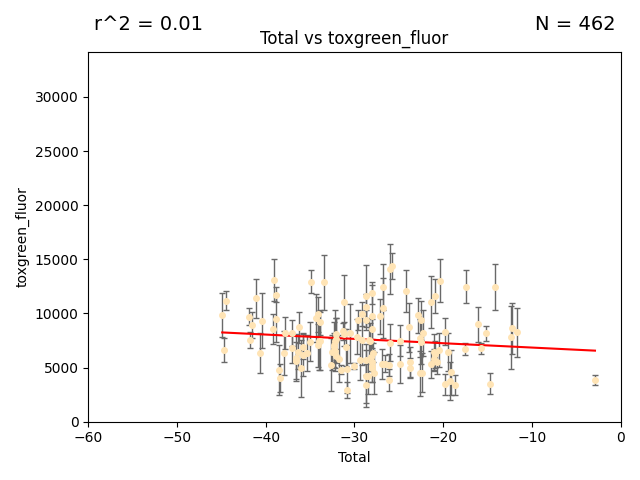 r^2 = 0.01
N = 462
Total vs toxgreen_fluor
toxgreen_fluor
30000
25000
20000
15000
10000
5000
0
−60
−50
−40
−30
−20
−10
0
Total